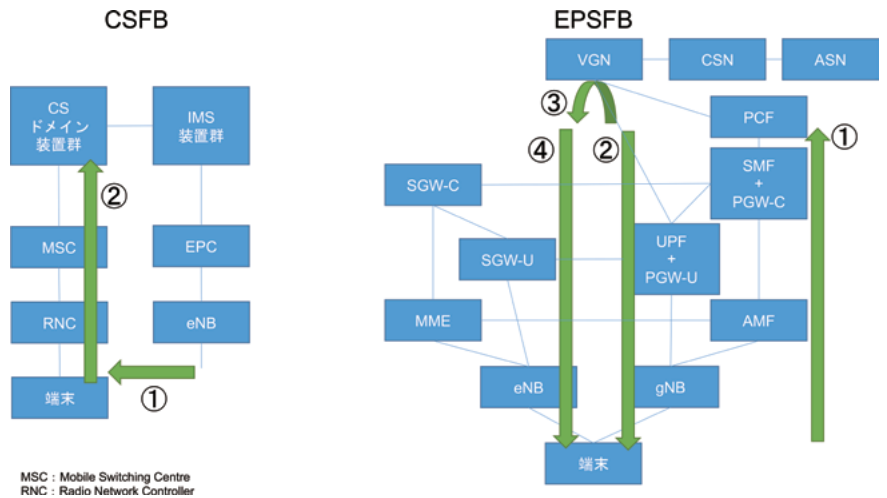 CSFB
CS
ドメイン
装置群
IMS
装置群
②
MSC
EPC
RNC
eNB
①
端末
MSC：Mobile Switching Centre
RNC：Radio Network Controller
EPSFB
VGN
CSN
ASN
③
PCF
①
④
②
SGW-C
SMF
+
PGW-C
SGW-U
UPF
+
PGW-U
MME
AMF
eNB
gNB
端末